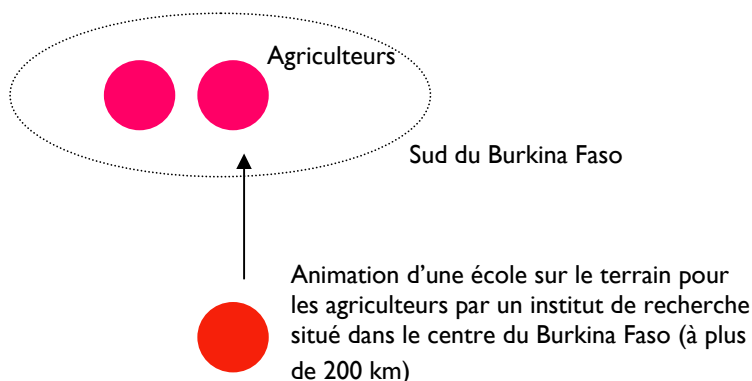 Agriculteurs
Sud du Burkina Faso
Animation d’une école sur le terrain pour
les agriculteurs par un institut de recherche
situé dans le centre du Burkina Faso (à plus
de 200 km)